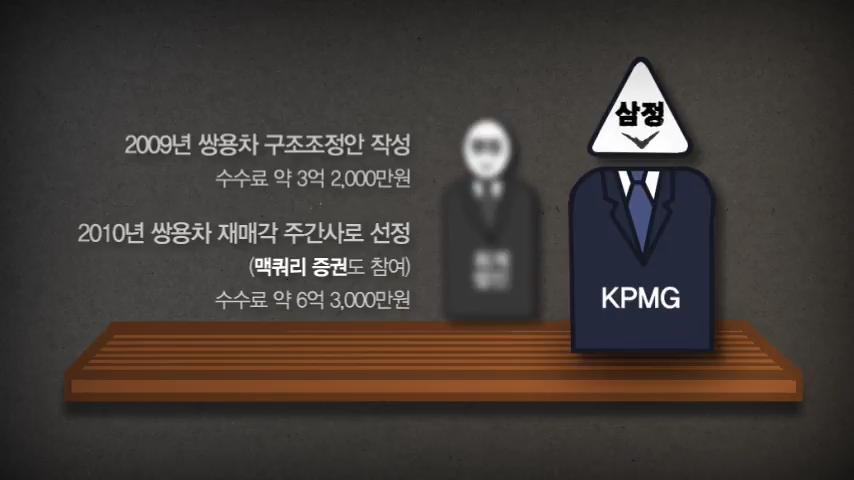 2009년 쌍용차 구조조정안 작성
수수료 약 3억 2,000만원
2010년 쌍용차 재매각 주간사로 선정
(맥쿼리 증권도 참여)
수수료 약 6억 3,000만원
삼정
KPMG